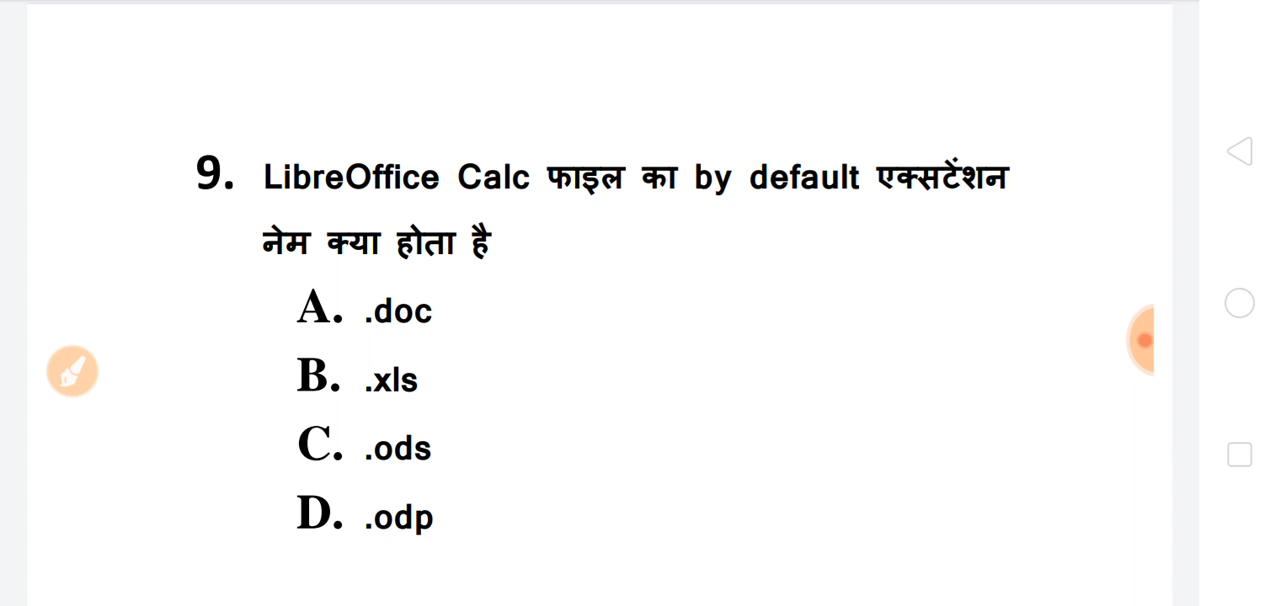 9. LibreOffice Calc फाइल का by default एक्सटेंशन
नेम क्या होता है
A. .doc
B. .xls
C. .ods
D. .odp